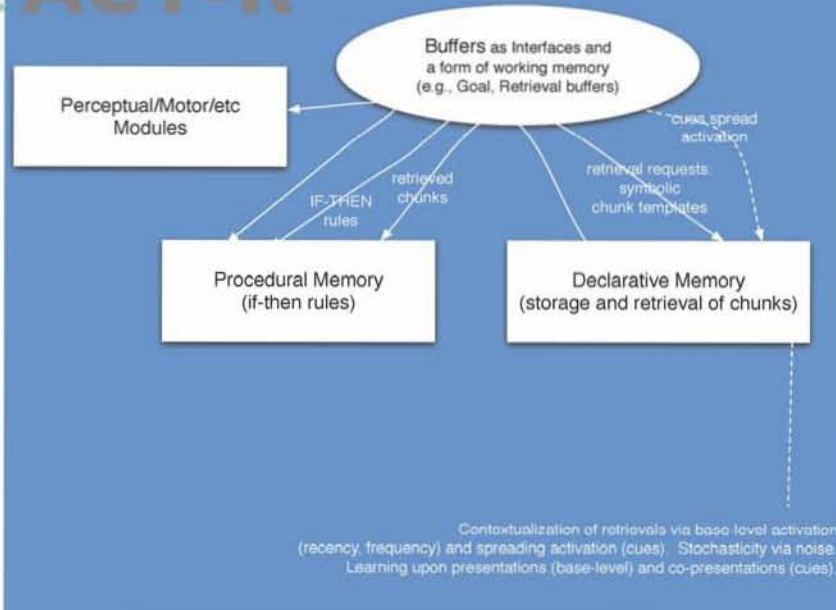 ACT-R
Buffers as Interfaces and
a form of working memory
(e.g., Goal, Retrieval buffers)
Perceptual/Motor/etc
Modules
cues spread
activation
retrieved
chunks
IF-THEN
rules
retrieval requests:
symbolic
chunk templates
Procedural Memory
(if-then rules)
Declarative Memory
(storage and retrieval of chunks)
Contextualization of retrievals via base-level activation
(recency, frequency) and spreading activation (cues). Stochasticity via noise.
Learning upon presentations (base-level) and co-presentations (cues).